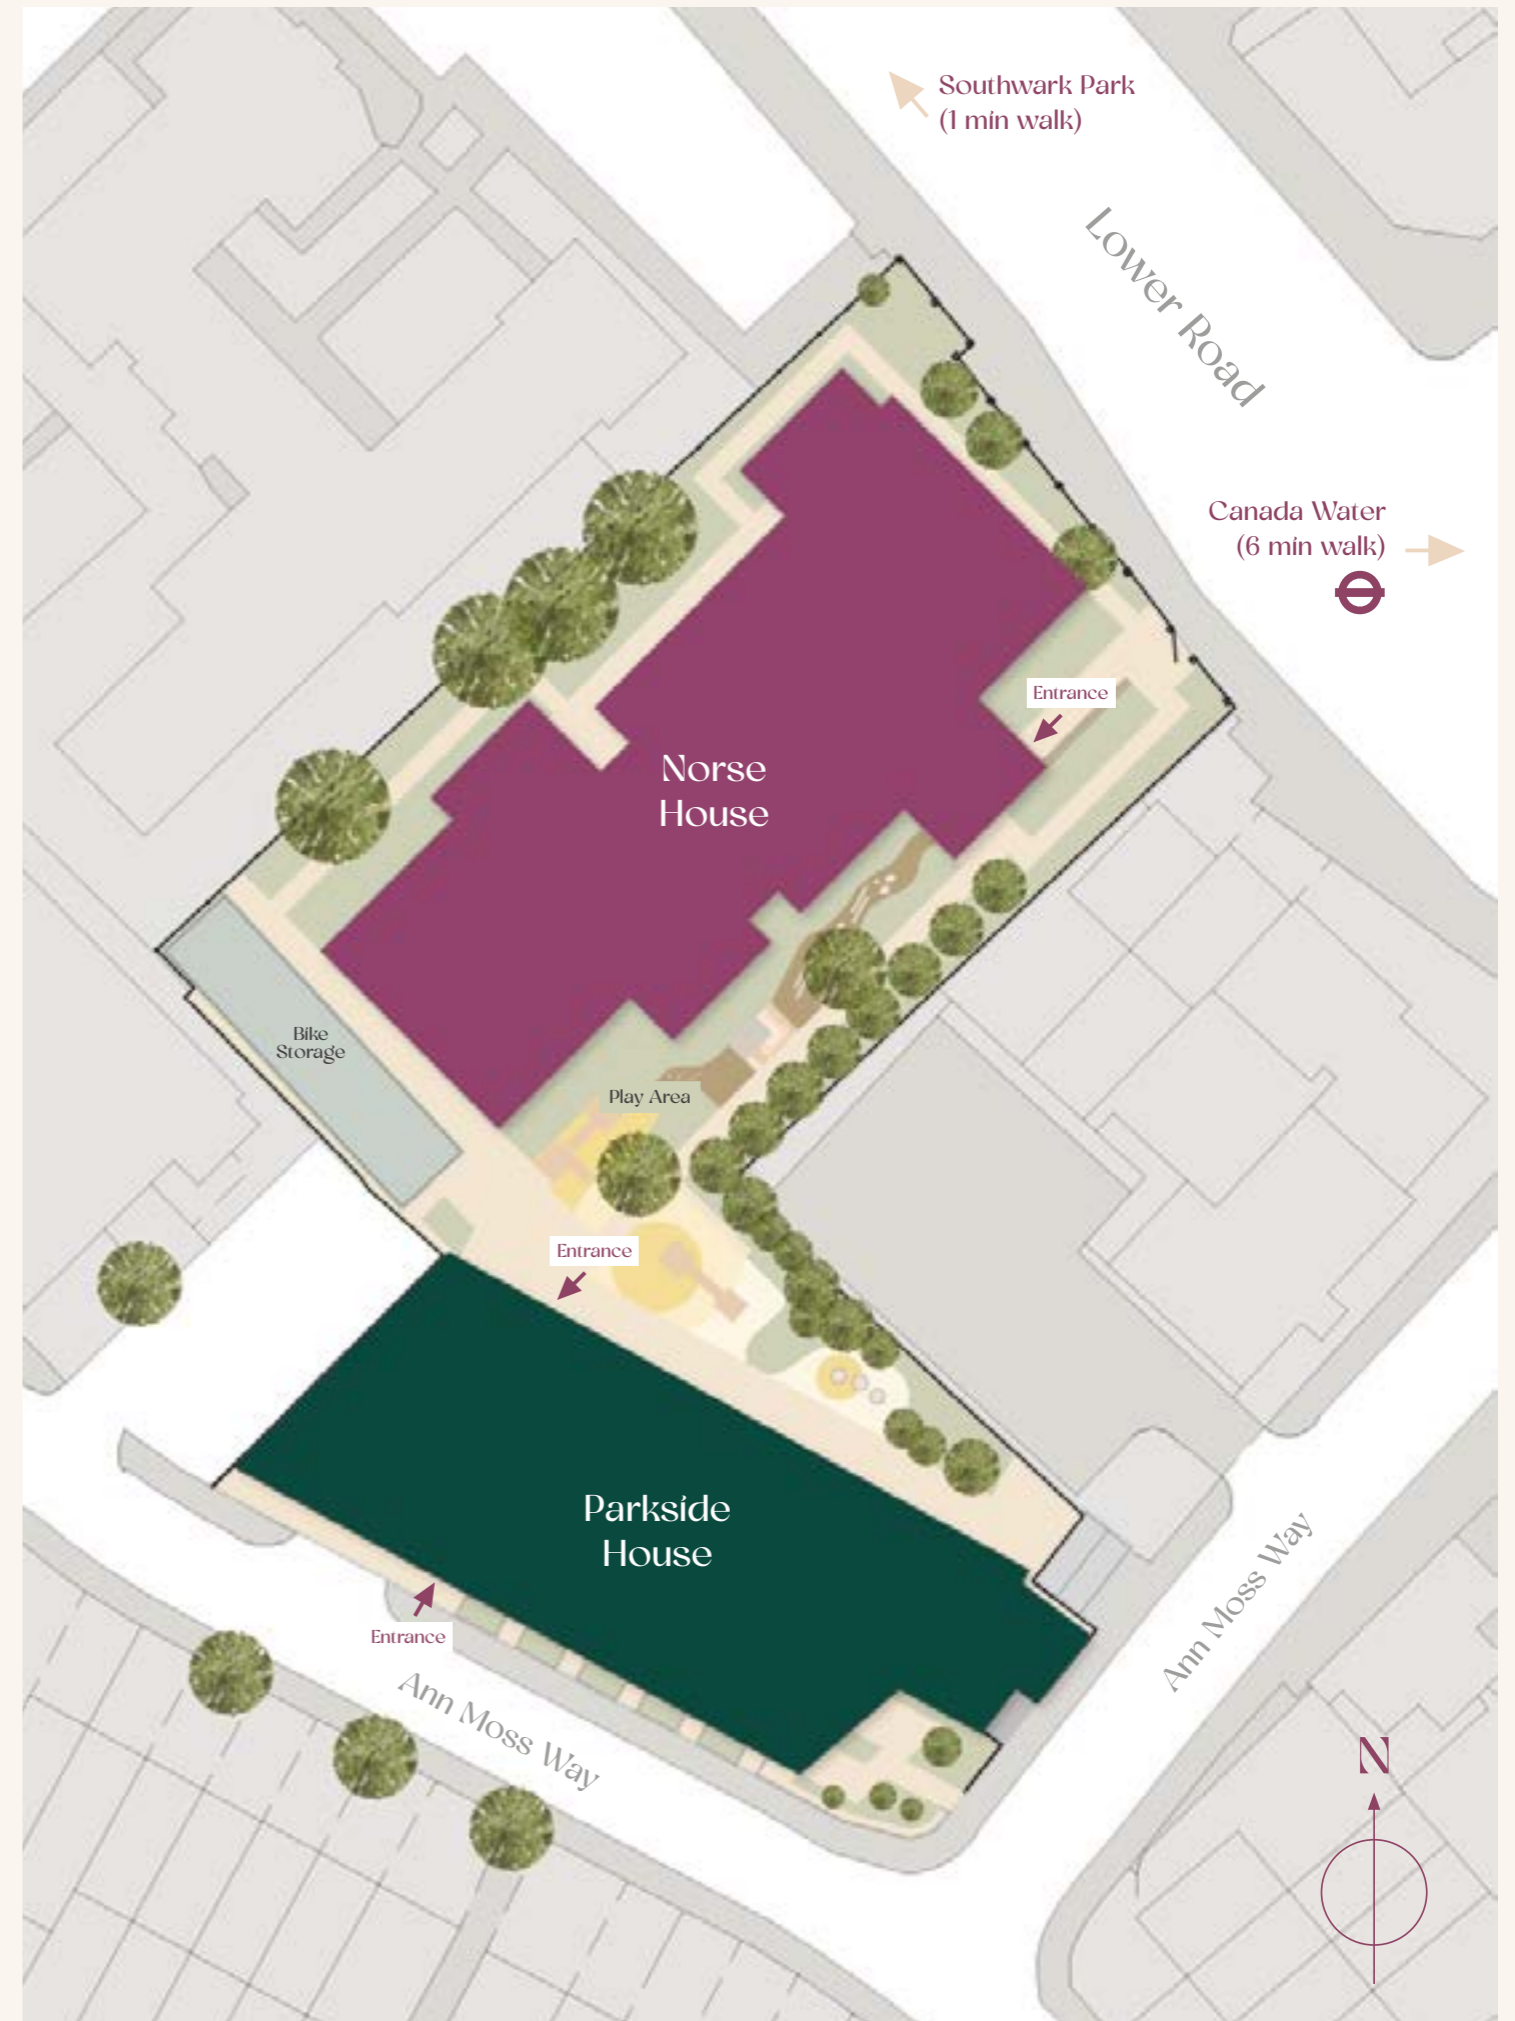 Southwark Park
(1 min walk)
Lower Road
Canada Water
(6 min walk)
Entrance
Norse
House
Bike
Storage
Play Area
Entrance
Parkside
House
Entrance
Ann Moss Way
Ann Moss Way
N